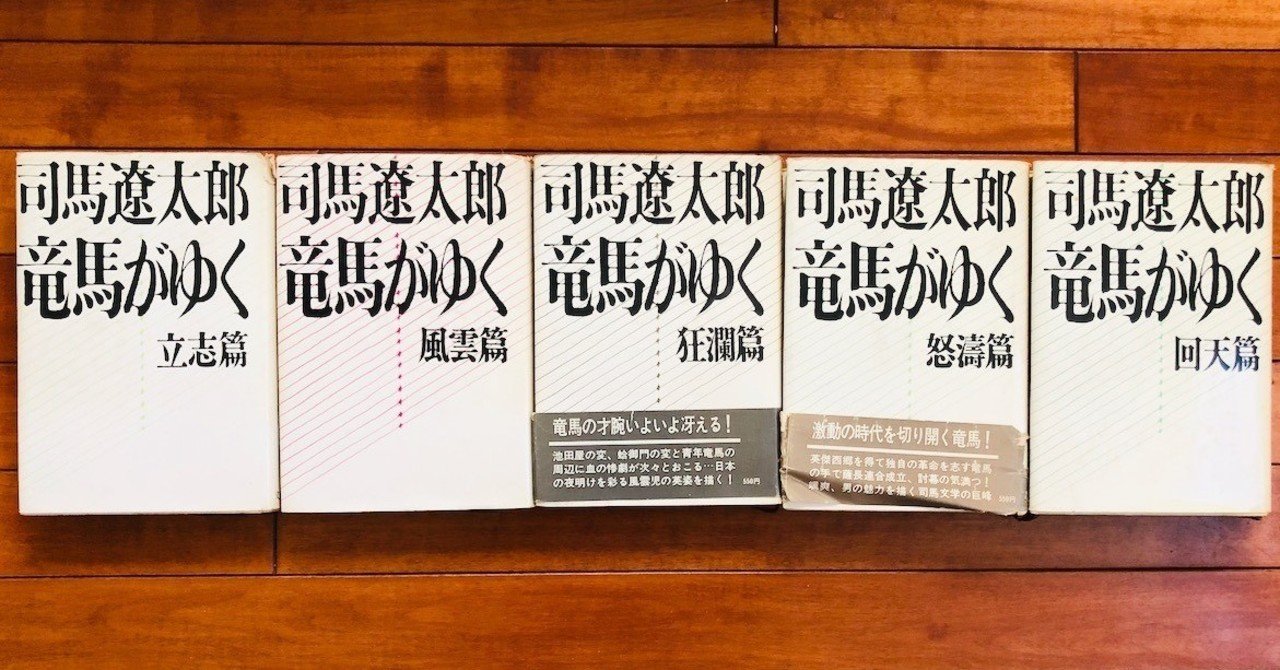 司馬遼太郎
竜馬がゆく
立志篇
司馬遼太郎
竜馬がゆく
風雲篇
司馬遼太郎
竜馬がゆく
狂瀾篇
竜馬の才腕いよいよ冴える!
池田屋の変、蛤御門の変と青年竜馬の
周辺に血の惨劇が次々とおこる…日本
の夜明けを彩る風雲児の英姿を描く!
550円
司馬遼太郎
竜馬がゆく
怒濤篇
激動の時代を切り開く竜馬!
英傑西郷を得て独自の革命を志す竜馬
の手で薩長連合成立、討幕の気満つ!
爽、男の魅力を描く司馬文学の巨峰
550円
司馬遼太郎
竜馬がゆく
回天篇